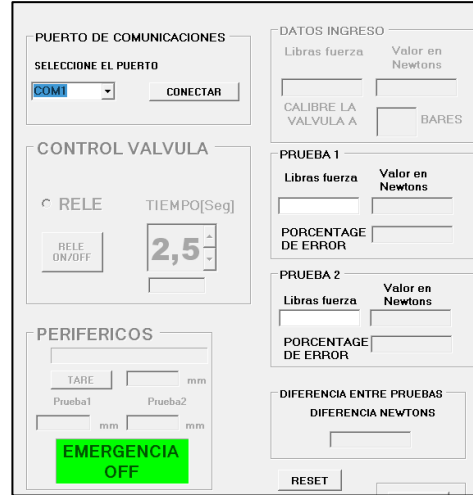 PUERTO DE COMUNICACIONES
SELECCIONE EL PUERTO
COM1
CONECTAR
CONTROL VALVULA
RELE
TIEMPO[Seg]
RELE
ON/OFF
2,5
PERIFERICOS
TARE
mm
Prueba1
Prueba2
mm
mm
EMERGENCIA
OFF
DATOS INGRESO
Libras fuerza
Valor en
Newtons
CALIBRE LA
VALVULA A
BARES
PRUEBA 1
Libras fuerza
Valor en
Newtons
PORCENTAGE
DE ERROR
PRUEBA 2
Libras fuerza
Valor en
Newtons
PORCENTAGE
DE ERROR
DIFERENCIA ENTRE PRUEBAS
DIFERENCIA NEWTONS
RESET